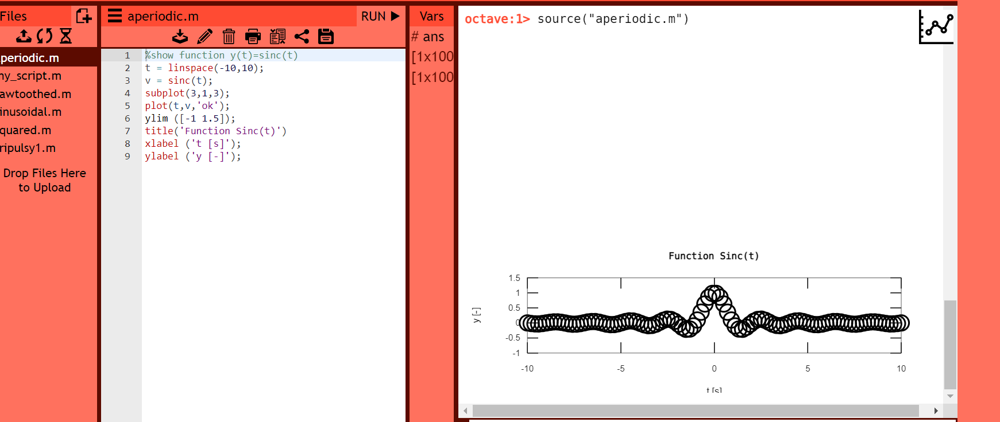 Files
periodic.m
ny_script.m
awtoothed.m
inusoidal.m
quared.m
ripulsy1.m
Drop Files Here
to Upload
aperiodic.m
RUN
1 %show function y(t)=sinc(t)
2 t = linspace(-10,10);
3 v = sinc(t);
4 subplot(3,1,3);
5 plot(t,v,'ok');
6 ylim ([-1 1.5]);
7 title('Function Sinc(t)')
8 xlabel ('t [s]');
9 ylabel ('y [-]');
Vars
# ans
[1x100
[1x100
octave:1> source("aperiodic.m")
Function Sinc(t)
1.5
1
0.5
0
-0.5
-1
y [-]
-10 -5 0 5 10
t [s]